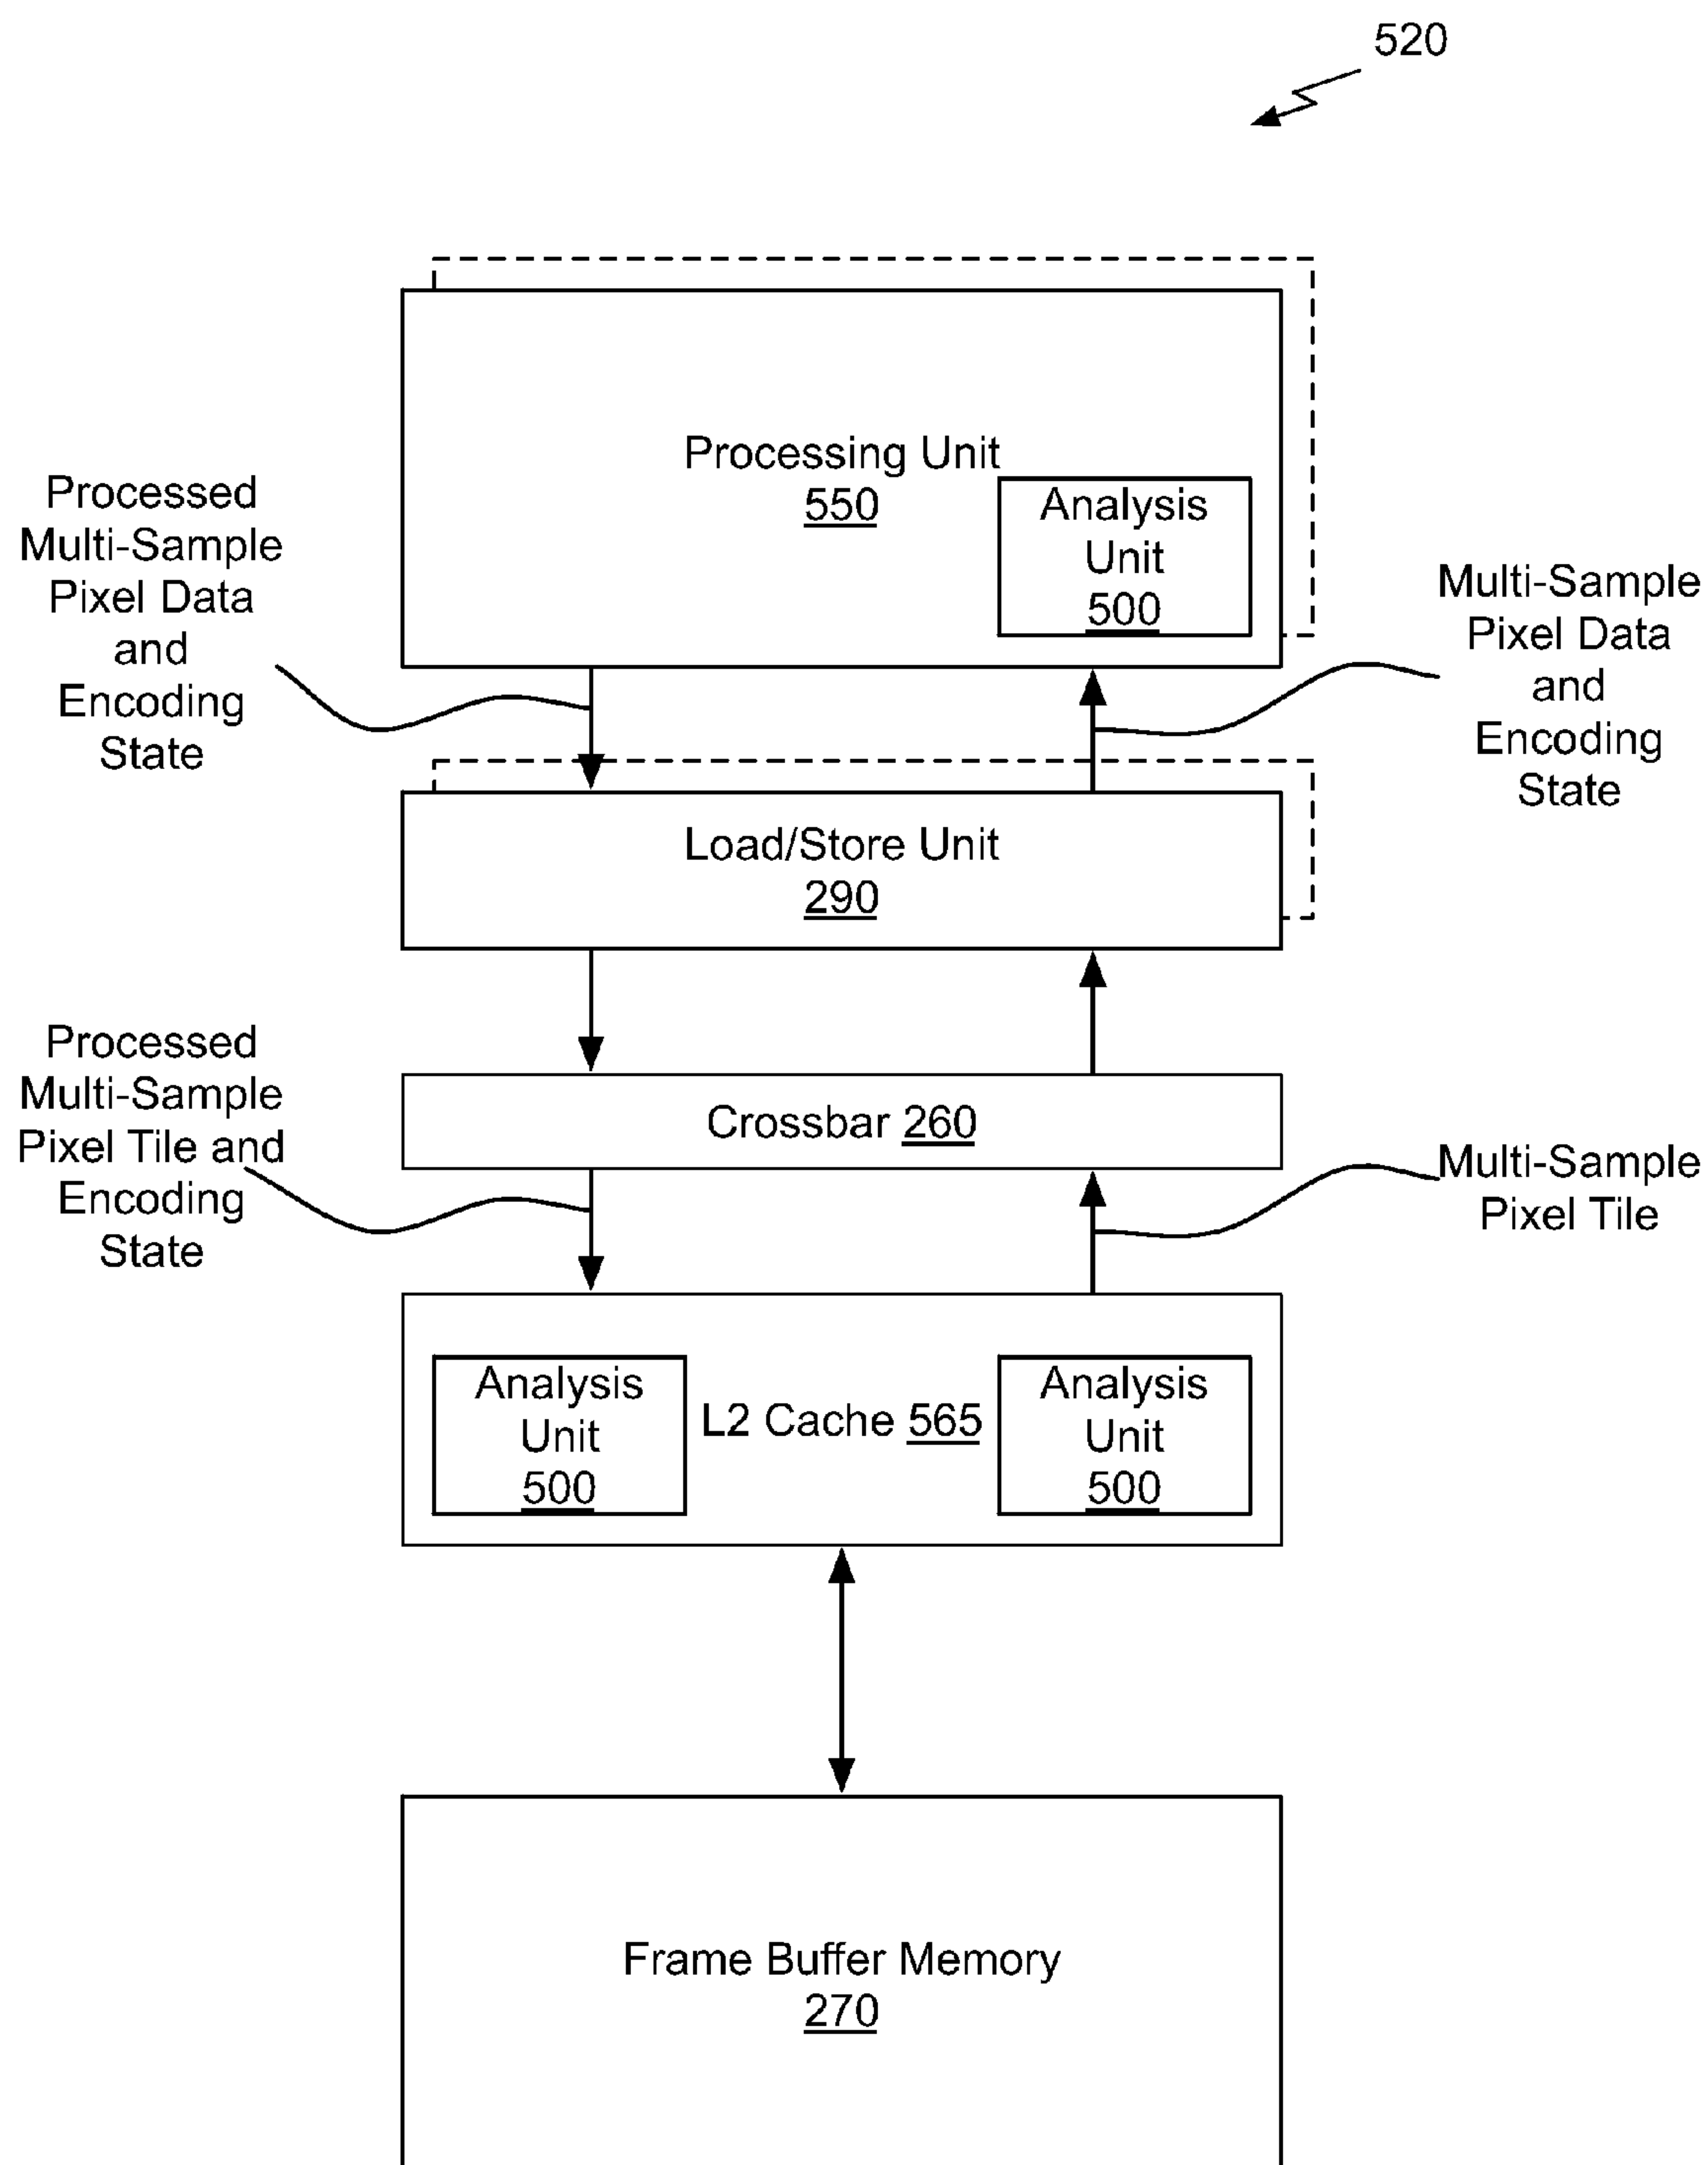 520
Processing Unit
550
Analysis
Unit
500
Processed
Multi-Sample
Pixel Data
and
Encoding
State
Multi-Sample
Pixel Data
and
Encoding
State
Load/Store Unit
290
Processed
Multi-Sample
Pixel Tile and
Encoding
State
Crossbar 260
Multi-Sample
Pixel Tile
Analysis
Unit
500
L2 Cache 565
Analysis
Unit
500
Frame Buffer Memory
270